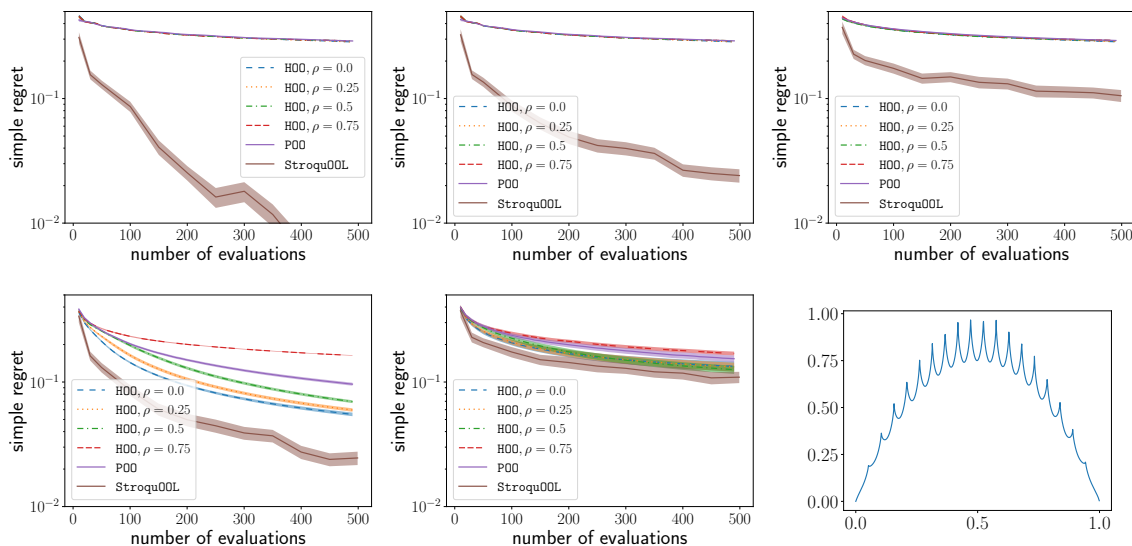 simple regret
10⁻¹
10⁻²
0 100 200 300 400 500
number of evaluations
HOO, ρ = 0.0
HOO, ρ = 0.25
HOO, ρ = 0.5
HOO, ρ = 0.75
POO
StroquOOL
simple regret
10⁻¹
10⁻²
0 100 200 300 400 500
number of evaluations
HOO, ρ = 0.0
HOO, ρ = 0.25
HOO, ρ = 0.5
HOO, ρ = 0.75
POO
StroquOOL
simple regret
10⁻¹
10⁻²
0 100 200 300 400 500
number of evaluations
HOO, ρ = 0.0
HOO, ρ = 0.25
HOO, ρ = 0.5
HOO, ρ = 0.75
POO
StroquOOL
simple regret
10⁻¹
10⁻²
0 100 200 300 400 500
number of evaluations
HOO, ρ = 0.0
HOO, ρ = 0.25
HOO, ρ = 0.5
HOO, ρ = 0.75
POO
StroquOOL
simple regret
10⁻¹
10⁻²
0 100 200 300 400 500
number of evaluations
HOO, ρ = 0.0
HOO, ρ = 0.25
HOO, ρ = 0.5
HOO, ρ = 0.75
POO
StroquOOL
1.00
0.75
0.50
0.25
0.00
0.0 0.5 1.0